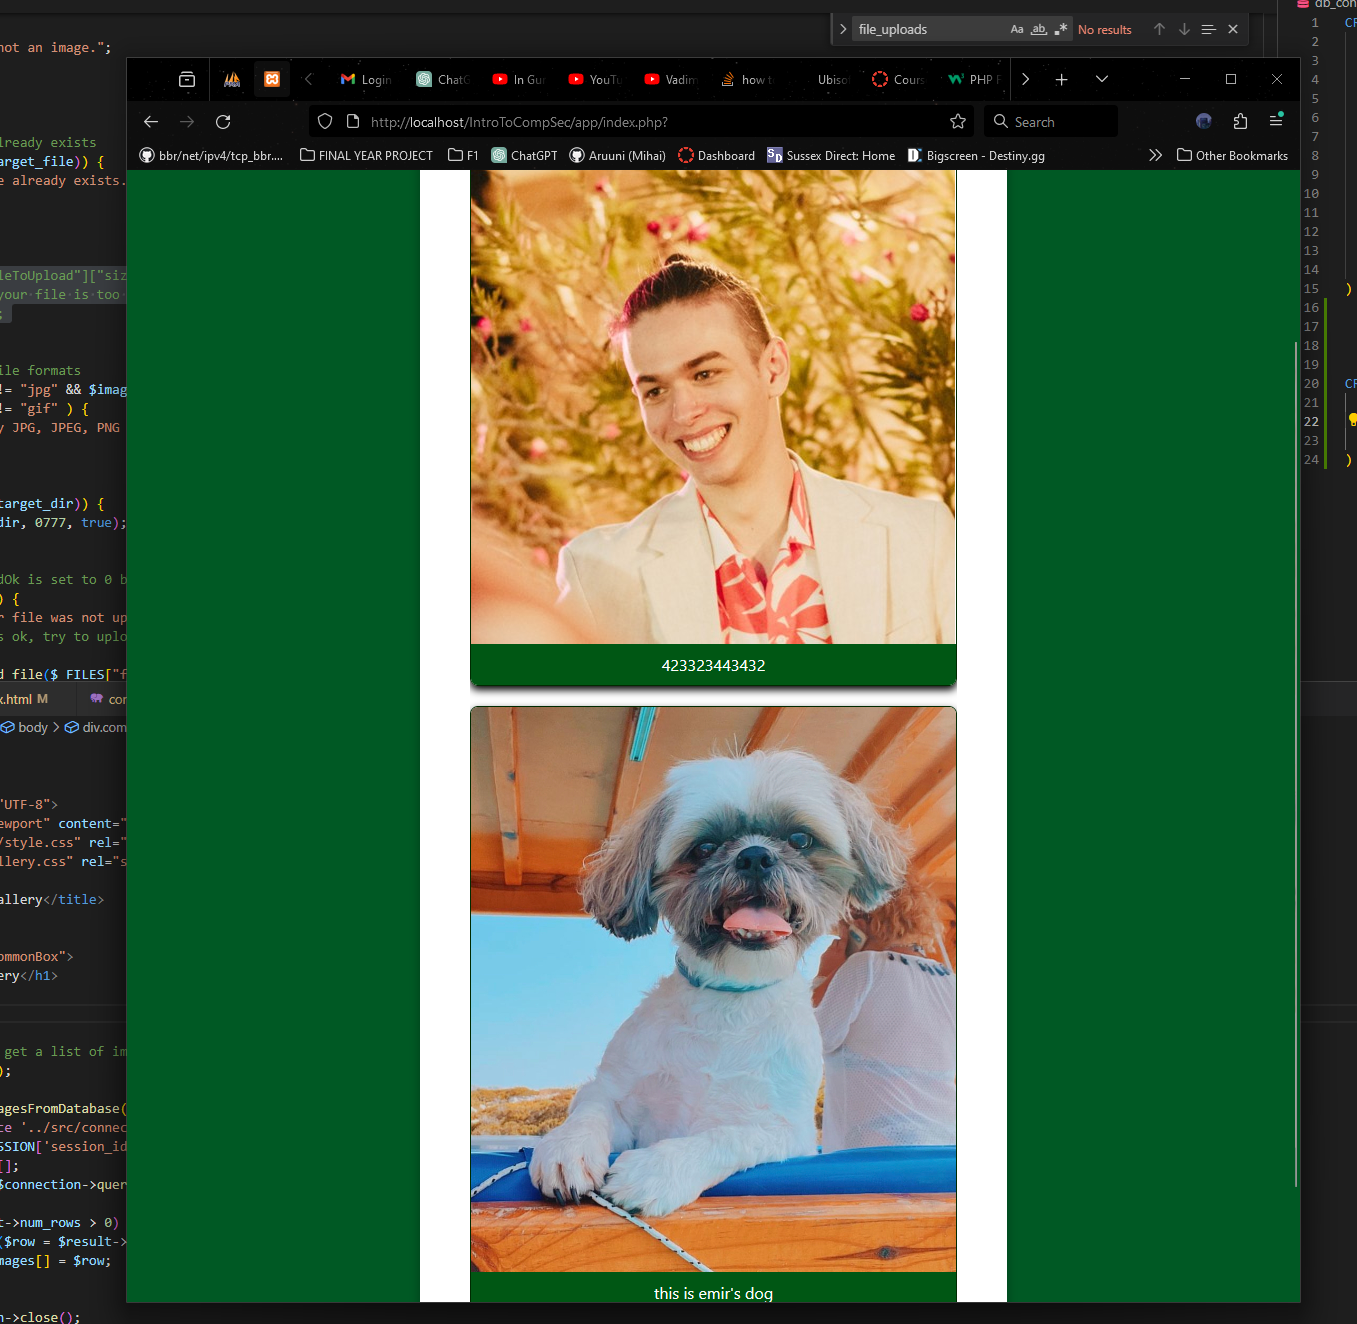 not an image.";
file_uploads
Aa
ab
No results
already exists
target_file)) {
e already exists.
leToUpload"]["siz
your file is too
;
ile formats
!= "jpg" && $imag
!= "gif" ) {
y JPG, JPEG, PNG
target_dir)) {
dir, 0777, true);
dOk is set to 0 b
) {
r file was not up
s ok, try to uplo
d_file($_FILES["f
x.html M
cor
body > div.com
"UTF-8">
ewport" content="
/style.css" rel="
llery.css" rel="s
allery</title>
ommonBox">
ery</h1>
get a list of im
);
agesFromDatabase(
ce '../src/connec
SSION['session_id
[];
$connection->quer
t->num_rows > 0)
($row = $result->
mages[] = $row;
n->close();
Login
ChatG
In Gu
YouTu
Vadim
how t
Ubiso
Cours
PHP F
http://localhost/IntroToCompSec/app/index.php?
Search
bbr/net/ipv4/tcp_bbr....
FINAL YEAR PROJECT
F1
ChatGPT
Aruuni (Mihai)
Dashboard
Sussex Direct: Home
Bigscreen - Destiny.gg
Other Bookmarks
423323443432
this is emir's dog
db_con
1 CR
2
3
4
5
6
7
8
9
10
11
12
13
14
15 )
16
17
18
19
20 CR
21
22
23
24 )